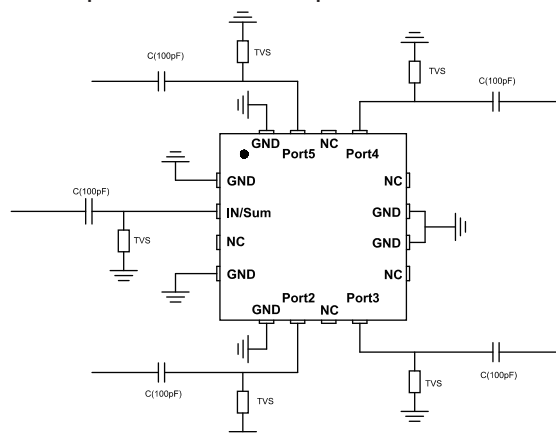 TVS
TVS
C(100pF)
C(100pF)
GND
Port5
NC
Port4
GND
NC
C(100pF)
IN/Sum
GND
TVS
NC
GND
GND
NC
Port2
Port3
GND
NC
C(100pF)
C(100pF)
TVS
TVS